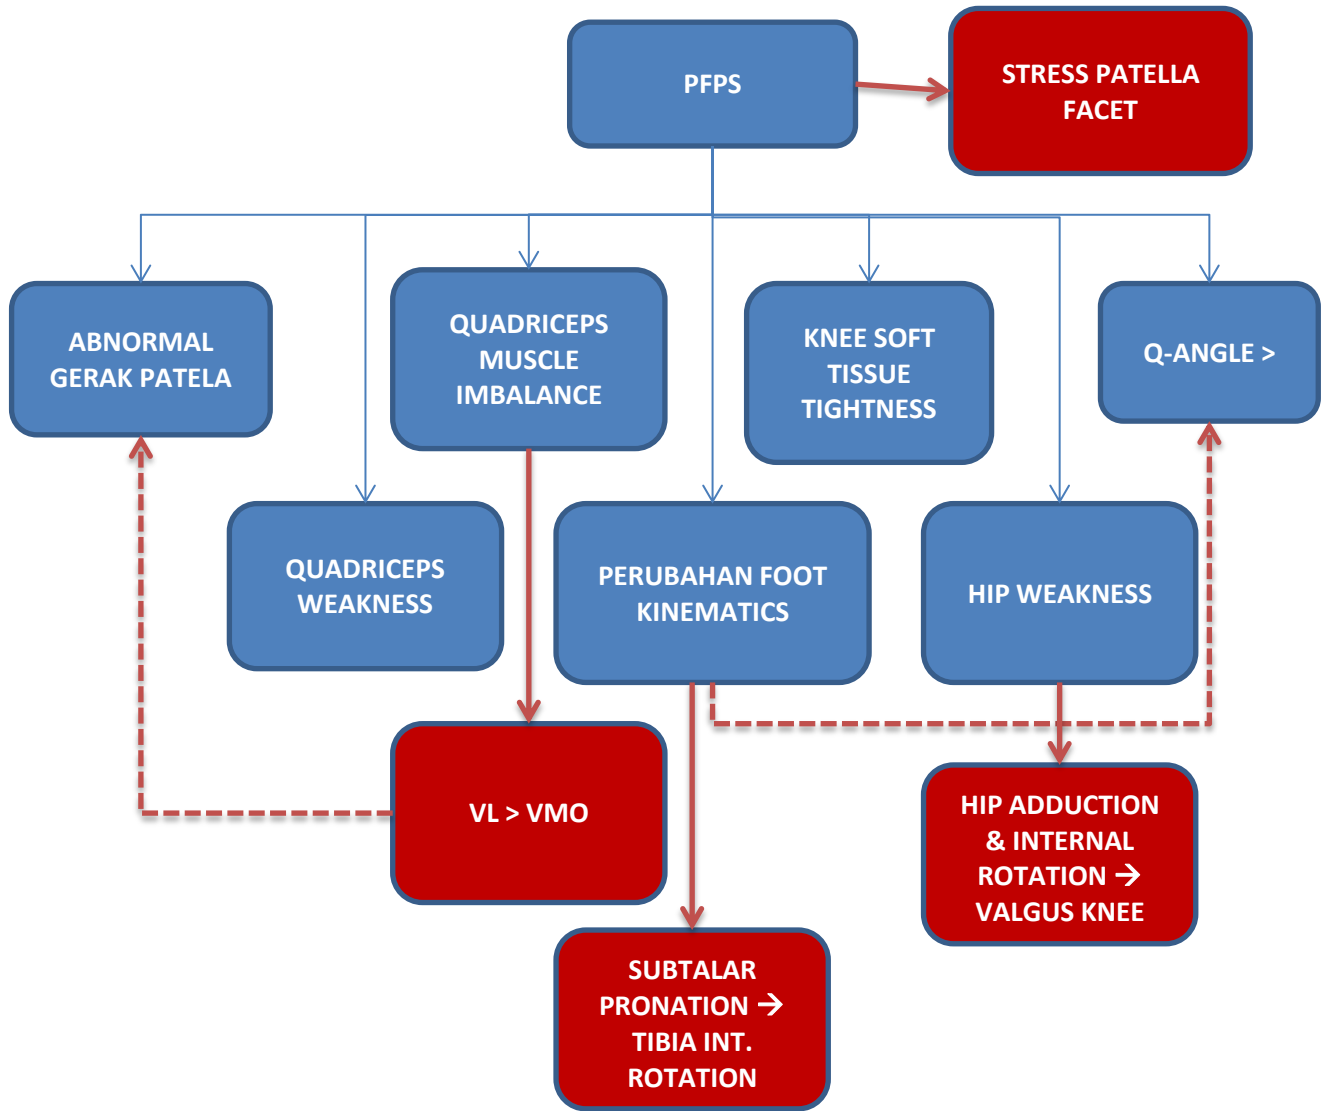 PFPS
STRESS PATELLA
FACET
ABNORMAL
GERAK PATELA
QUADRICEPS
MUSCLE
IMBALANCE
KNEE SOFT
TISSUE
TIGHTNESS
Q-ANGLE >
QUADRICEPS
WEAKNESS
PERUBAHAN FOOT
KINEMATICS
HIP WEAKNESS
VL > VMO
HIP ADDUCTION
& INTERNAL
ROTATION →
VALGUS KNEE
SUBTALAR
PRONATION →
TIBIA INT.
ROTATION